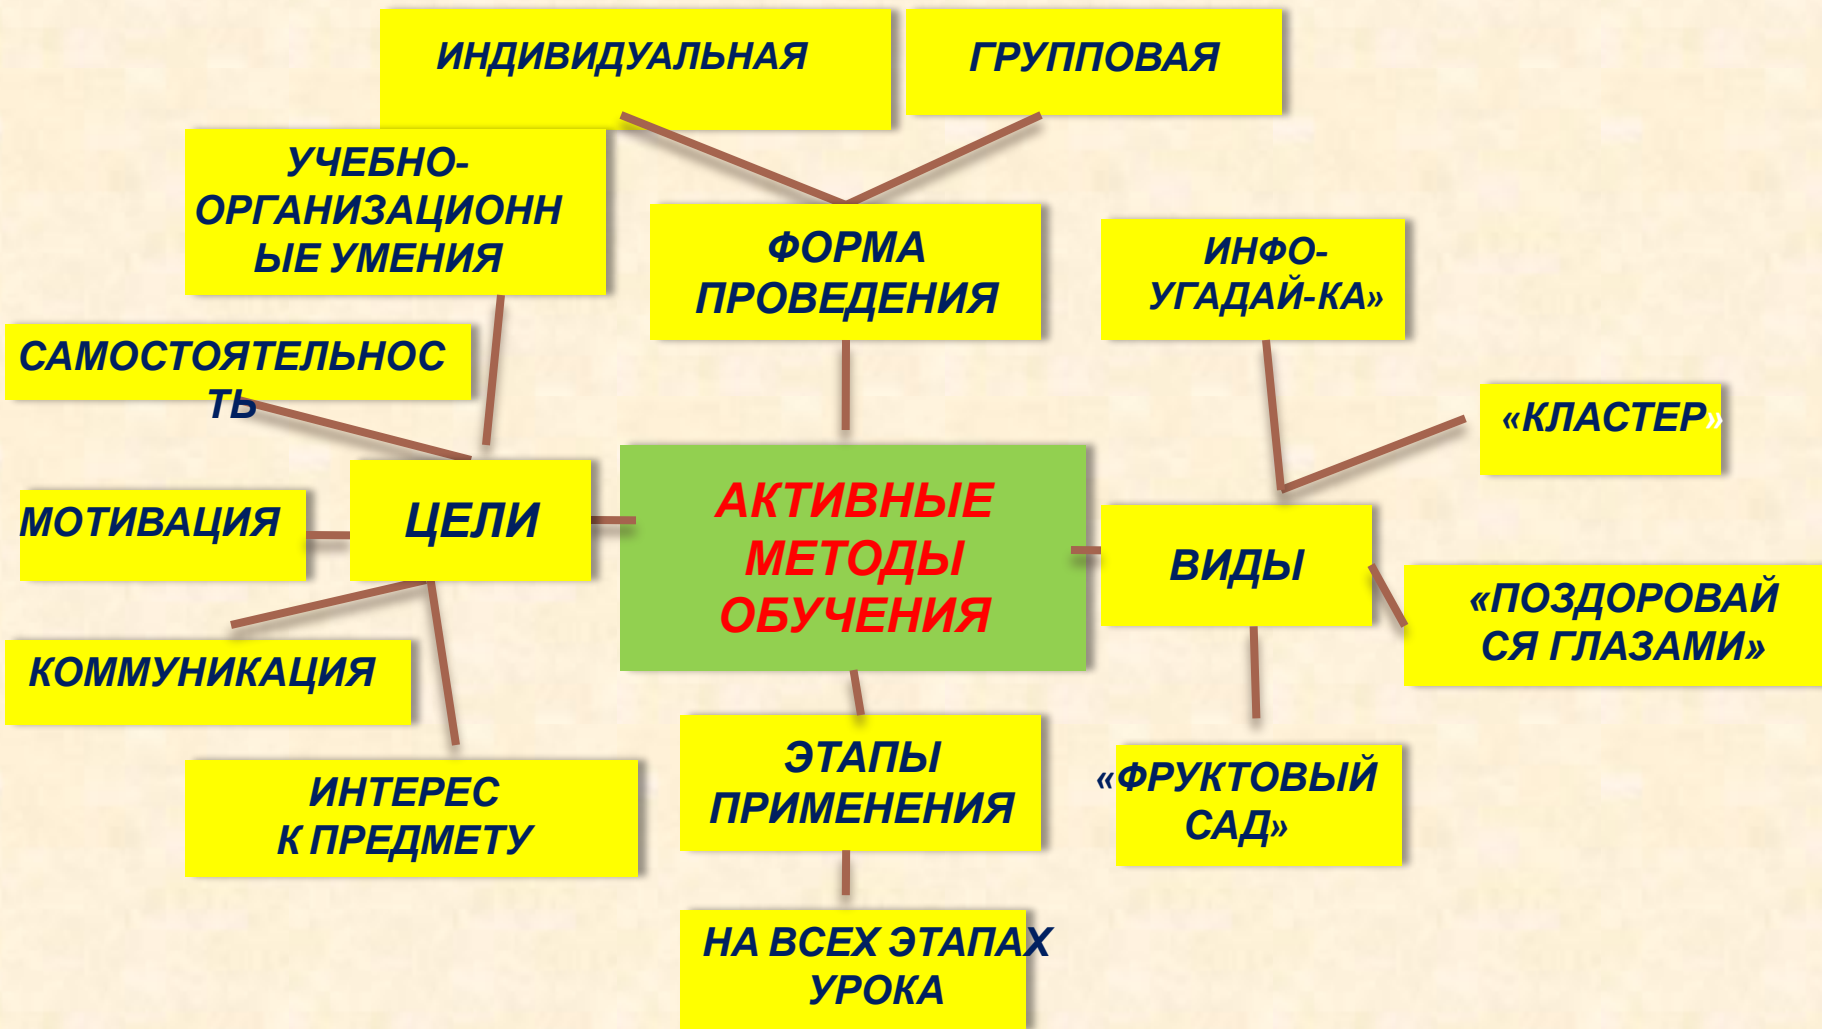 ИНДИВИДУАЛЬНАЯ
ГРУППОВАЯ
УЧЕБНО-
ОРГАНИЗАЦИОНН
ЫЕ УМЕНИЯ
ФОРМА
ПРОВЕДЕНИЯ
ИНФО-
УГАДАЙ-КА»
САМОСТОЯТЕЛЬНОС
ТЬ
«КЛАСТЕР»
МОТИВАЦИЯ
ЦЕЛИ
АКТИВНЫЕ
МЕТОДЫ
ОБУЧЕНИЯ
ВИДЫ
«ПОЗДОРОВАЙ
СЯ ГЛАЗАМИ»
КОММУНИКАЦИЯ
ИНТЕРЕС
К ПРЕДМЕТУ
ЭТАПЫ
ПРИМЕНЕНИЯ
«ФРУКТОВЫЙ
САД»
НА ВСЕХ ЭТАПАХ
УРОКА